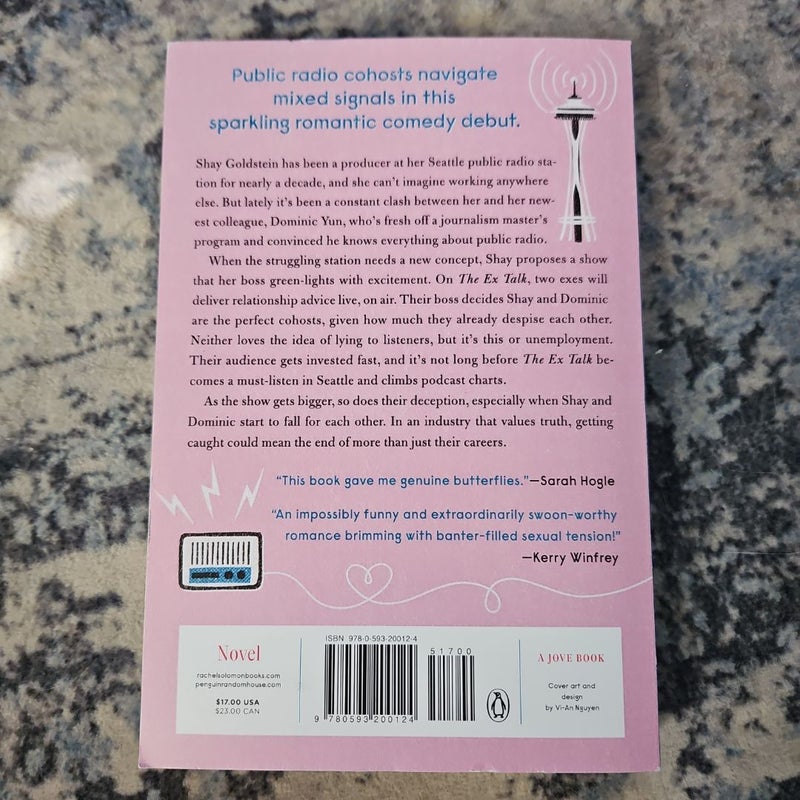 Public radio cohosts navigate
mixed signals in this
sparkling romantic comedy debut.
Shay Goldstein has been a producer at her Seattle public radio sta-
tion for nearly a decade, and she can't imagine working anywhere
else. But lately it's been a constant clash between her and her new-
est colleague, Dominic Yun, who's fresh off a journalism master's
program and convinced he knows everything about public radio.
When the struggling station needs a new concept, Shay proposes a show
that her boss green-lights with excitement. On The Ex Talk, two exes will
deliver relationship advice live, on air. Their boss decides Shay and Dominic
are the perfect cohosts, given how much they already despise each other.
Neither loves the idea of lying to listeners, but it's this or unemployment.
Their audience gets invested fast, and it's not long before The Ex Talk be-
comes a must-listen in Seattle and climbs podcast charts.
As the show gets bigger, so does their deception, especially when Shay and
Dominic start to fall for each other. In an industry that values truth, getting
caught could mean the end of more than just their careers.
"This book gave me genuine butterflies."—Sarah Hogle
"An impossibly funny and extraordinarily swoon-worthy
romance brimming with banter-filled sexual tension!"
—Kerry Winfrey
Novel
rachelsolomonbooks.com
penguinrandomhouse.com
$17.00 USA
$23.00 CAN
ISBN 978-0-593-20012-4
51700
9 780593 200124
A JOVE BOOK
Cover art and
design
by Vi-An Nguyen